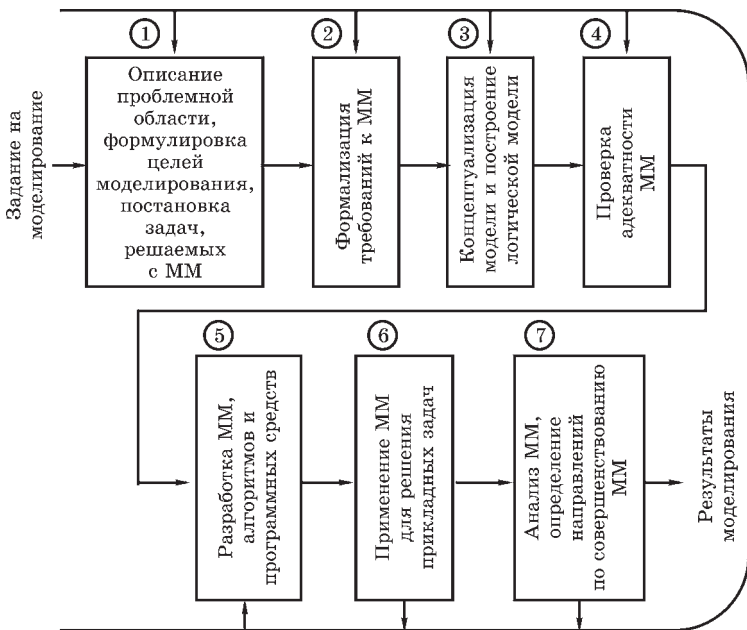 Задание на
моделирование
1
Описание
проблемной
области,
формулировка
целей
моделирования,
постановка
задач,
решаемых
с ММ
2
Формализация
требований к ММ
3
Концептуализация
модели и построение
логической модели
4
Проверка
адекватности
ММ
5
Разработка ММ,
алгоритмов и
программных средств
6
Применение ММ
для решения
прикладных задач
7
Анализ ММ,
определение
направлений
по совершенствованию
ММ
Результаты
моделирования